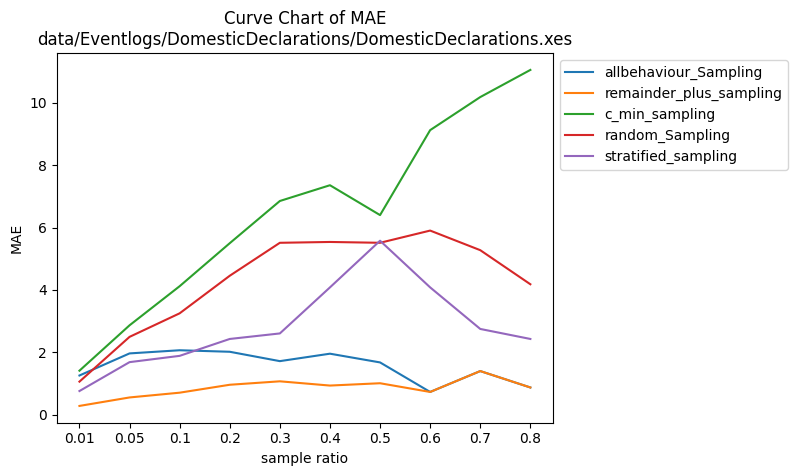 Curve Chart of MAE
data/Eventlogs/DomesticDeclarations/DomesticDeclarations.xes
allbehaviour_Sampling
remainder_plus_sampling
c_min_sampling
random_Sampling
stratified_sampling
MAE
10
8
6
4
2
0
0.01 0.05 0.1 0.2 0.3 0.4 0.5 0.6 0.7 0.8
sample ratio